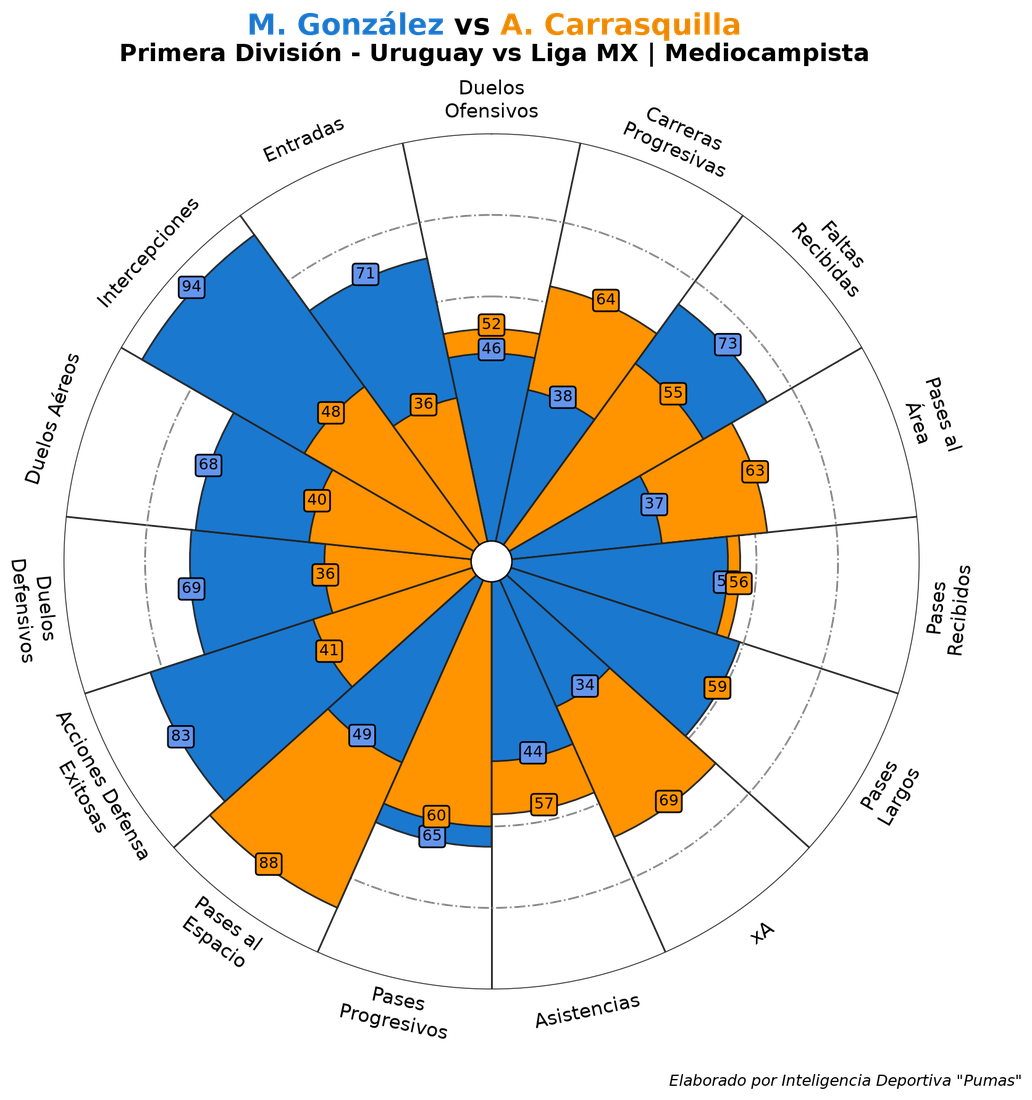 M. González vs A. Carrasquilla
Primera División - Uruguay vs Liga MX | Mediocampista
Duelos
Ofensivos
52
46
Carreras
Progresivas
64
38
Faltas
Recibidas
73
55
Pases al
Área
63
37
Pases
Recibidos
56
Pases
Largos
59
xA
34
69
Asistencias
44
57
Pases
Progresivos
60
65
Pases al
Espacio
49
88
Acciones Defensa
Exitosas
41
83
Duelos
Defensivos
36
69
Duelos Aéreos
68
40
Intercepciones
94
48
Entradas
71
36
Elaborado por Inteligencia Deportiva "Pumas"